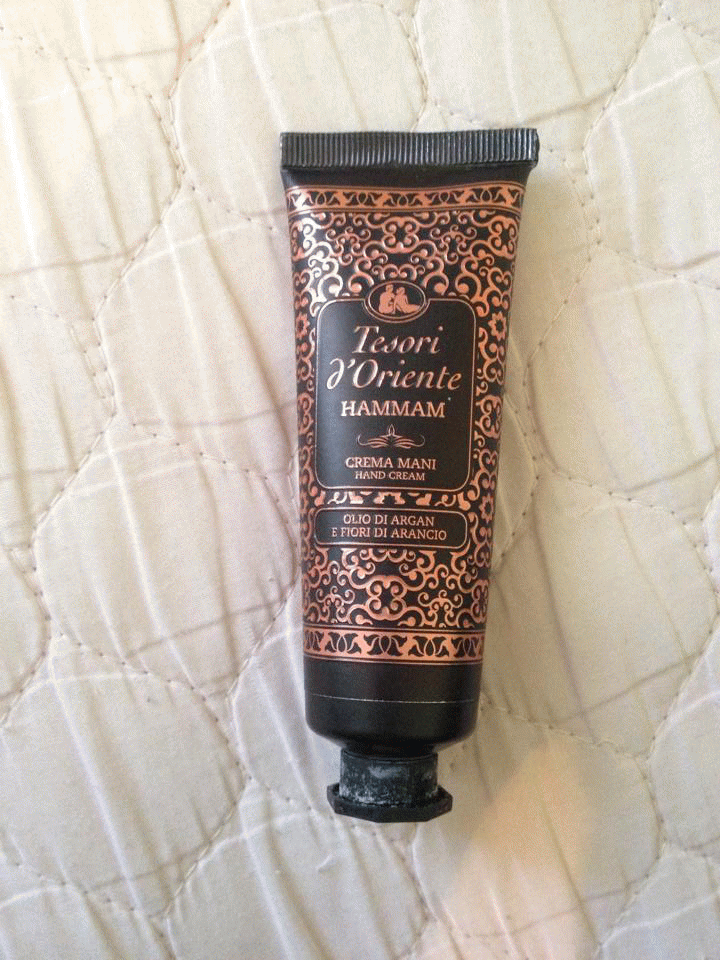 Tesori
d'Oriente
HAMMAM
CREMA MANI
HAND CREAM
OLIO DI ARGAN
E FIORI DI ARANCIO